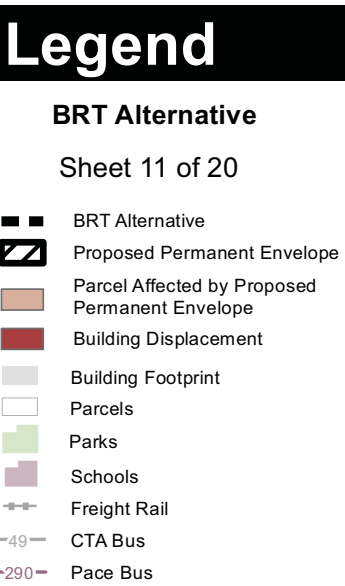 Legend
BRT Alternative
Sheet 11 of 20
BRT Alternative
Proposed Permanent Envelope
Parcel Affected by Proposed
Permanent Envelope
Building Displacement
Building Footprint
Parcels
Parks
Schools
Freight Rail
49 CTA Bus
290 Pace Bus